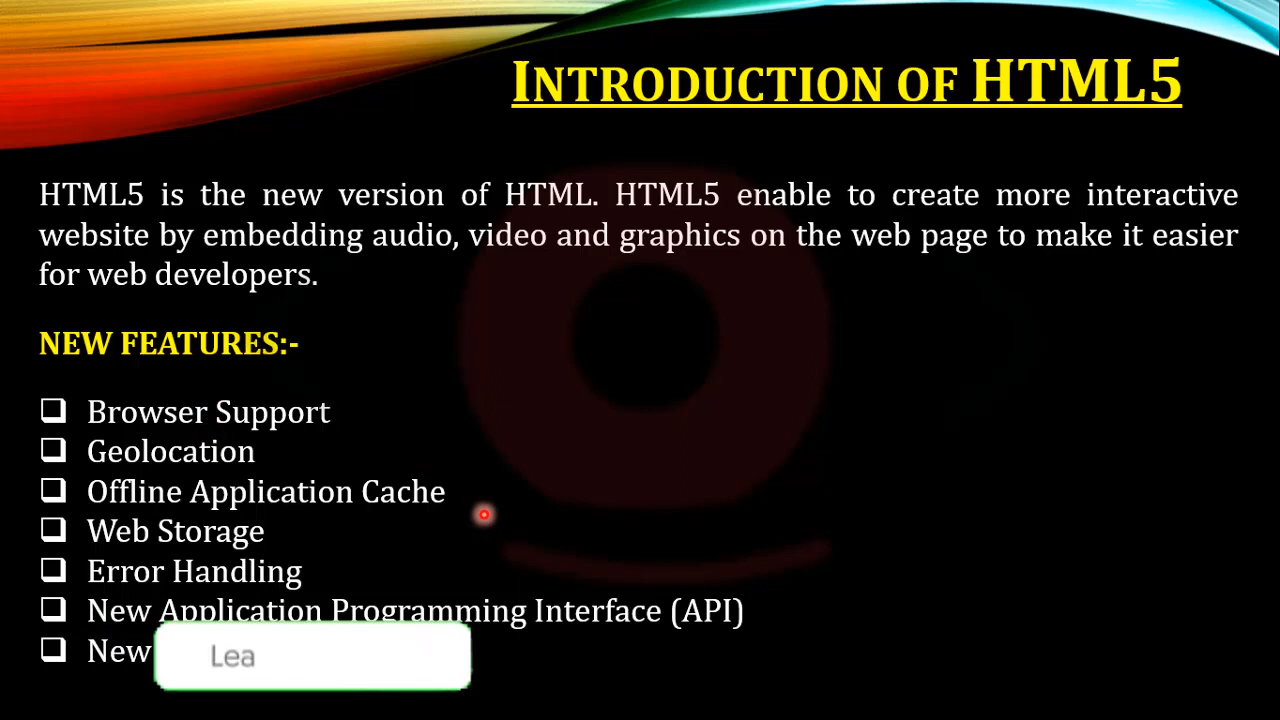 INTRODUCTION OF HTML5
HTML5 is the new version of HTML. HTML5 enable to create more interactive
website by embedding audio, video and graphics on the web page to make it easier
for web developers.
NEW FEATURES:-
Browser Support
Geolocation
Offline Application Cache
Web Storage
Error Handling
New Application Programming Interface (API)
New
Lea